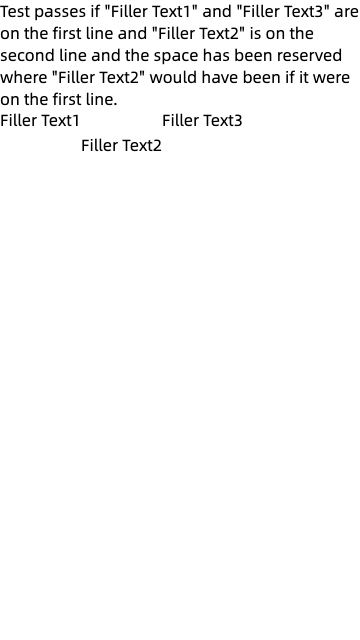 Test passes if "Filler Text1" and "Filler Text3" are
on the first line and "Filler Text2" is on the
second line and the space has been reserved
where "Filler Text2" would have been if it were
on the first line.
Filler Text1 Filler Text3
Filler Text2